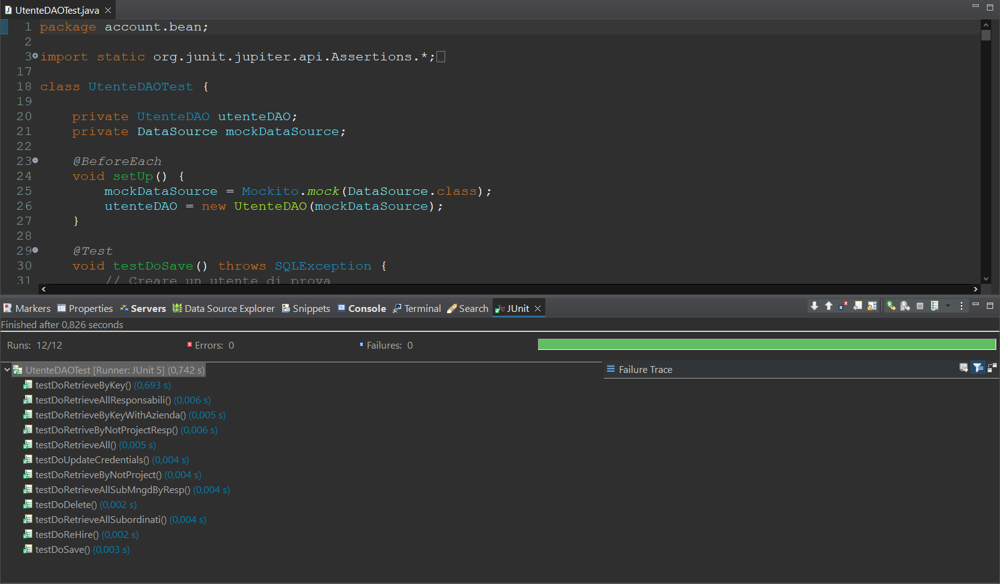 UtenteDAOTest.java
1 package account.bean;
2
3 import static org.junit.jupiter.api.Assertions.*;
17
18 class UtenteDAOTest {
19
20 private UtenteDAO utenteDAO;
21 private DataSource mockDataSource;
22
23 @BeforeEach
24 void setUp() {
25 mockDataSource = Mockito.mock(DataSource.class);
26 utenteDAO = new UtenteDAO(mockDataSource);
27 }
28
29 @Test
30 void testDoSave() throws SQLException {
31 // Creare un utente di prova
Markers Properties Servers Data Source Explorer Snippets Console Terminal Search JUnit
Finished after 0,826 seconds
Runs: 12/12 Errors: 0 Failures: 0
UtenteDAOTest [Runner: JUnit 5] (0,742 s) Failure Trace
testDoRetrieveByKey() (0,693 s)
testDoRetrieveAllResponsabili() (0,006 s)
testDoRetrieveByKeyWithAzienda() (0,005 s)
testDoRetriveByNotProjectResp() (0,006 s)
testDoRetrieveAll() (0,005 s)
testDoUpdateCredentials() (0,004 s)
testDoRetrieveByNotProject() (0,004 s)
testDoRetrieveAllSubMngdByResp() (0,004 s)
testDoDelete() (0,002 s)
testDoRetrieveAllSubordinati() (0,004 s)
testDoReHire() (0,002 s)
testDoSave() (0,003 s)